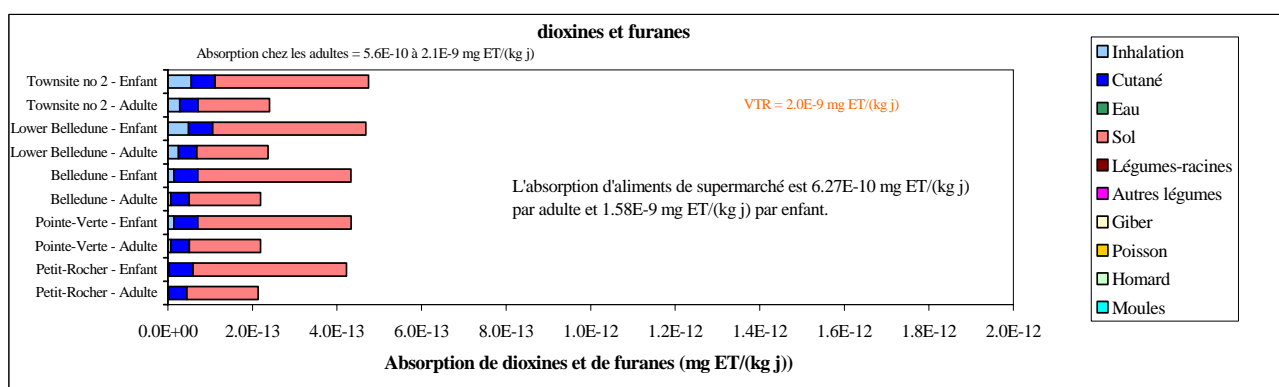 dioxines et furanes
Absorption chez les adultes = 5.6E-10 à 2.1E-9 mg ET/(kg j)
Townsite no 2 - Enfant
Townsite no 2 - Adulte
Lower Belledune - Enfant
Lower Belledune - Adulte
Belledune - Enfant
Belledune - Adulte
Pointe-Verte - Enfant
Pointe-Verte - Adulte
Petit-Rocher - Enfant
Petit-Rocher - Adulte
VTR = 2.0E-9 mg ET/(kg j)
L'absorption d'aliments de supermarché est 6.27E-10 mg ET/(kg j)
par adulte et 1.58E-9 mg ET/(kg j) par enfant.
0.0E+00 2.0E-13 4.0E-13 6.0E-13 8.0E-13 1.0E-12 1.2E-12 1.4E-12 1.6E-12 1.8E-12 2.0E-12
Absorption de dioxines et de furanes (mg ET/(kg j))
Inhalation
Cutané
Eau
Sol
Légumes-racines
Autres légumes
Giber
Poisson
Homard
Moules